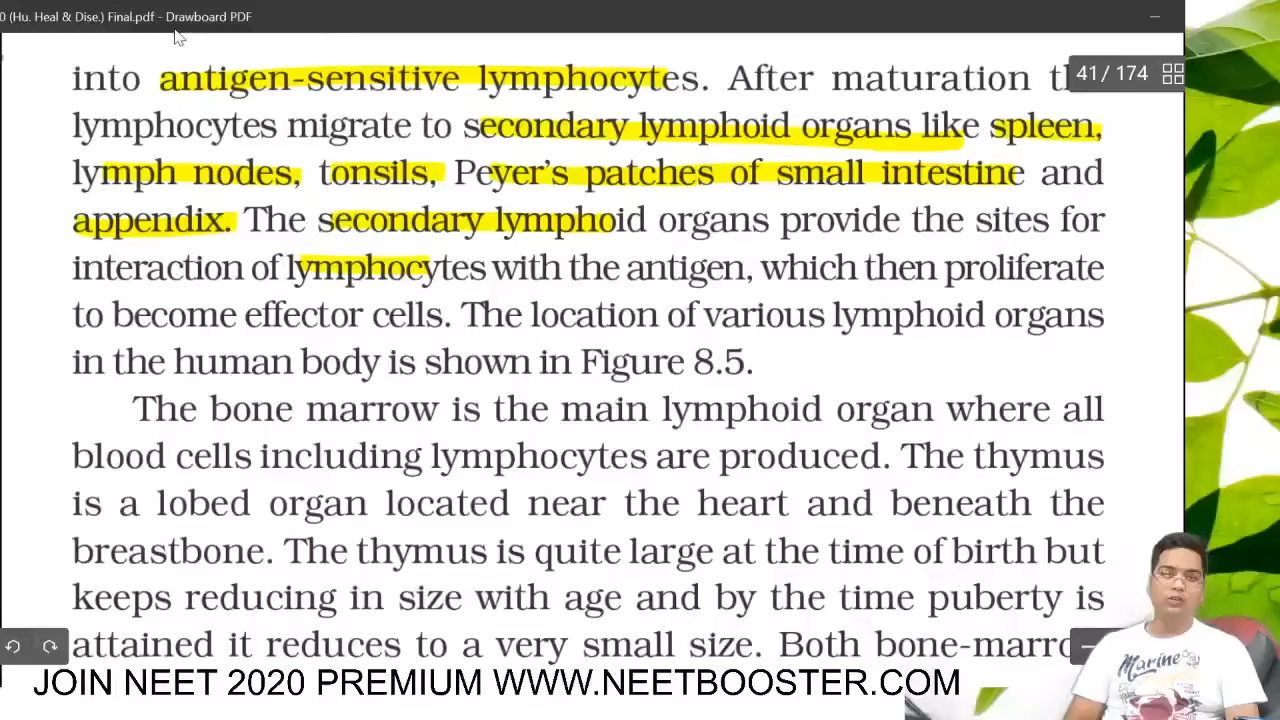 0 (Hu. Heal & Dise.) Final.pdf - Drawboard PDF
41 / 174
into antigen-sensitive lymphocytes. After maturation
lymphocytes migrate to secondary lymphoid organs like spleen,
lymph nodes, tonsils, Peyer’s patches of small intestine and
appendix. The secondary lymphoid organs provide the sites for
interaction of lymphocytes with the antigen, which then proliferate
to become effector cells. The location of various lymphoid organs
in the human body is shown in Figure 8.5.
The bone marrow is the main lymphoid organ where all
blood cells including lymphocytes are produced. The thymus
is a lobed organ located near the heart and beneath the
breastbone. The thymus is quite large at the time of birth but
keeps reducing in size with age and by the time puberty is
attained it reduces to a very small size. Both bone-marro
JOIN NEET 2020 PREMIUM WWW.NEETBOOSTER.COM
Marine